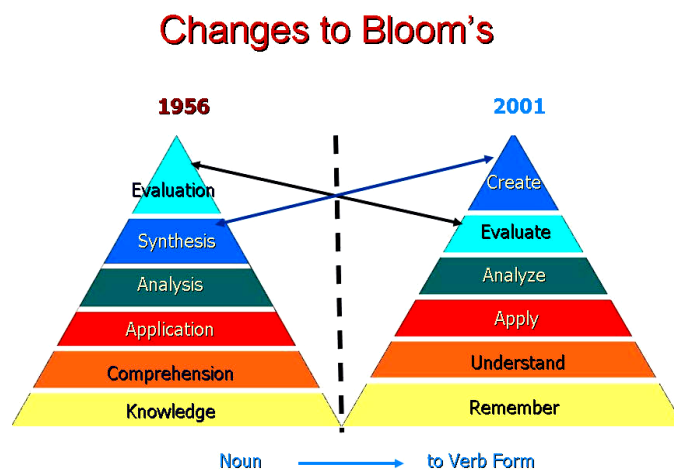 Changes to Bloom's
1956
Evaluation
Synthesis
Analysis
Application
Comprehension
Knowledge
2001
Create
Evaluate
Analyze
Apply
Understand
Remember
Noun to Verb Form